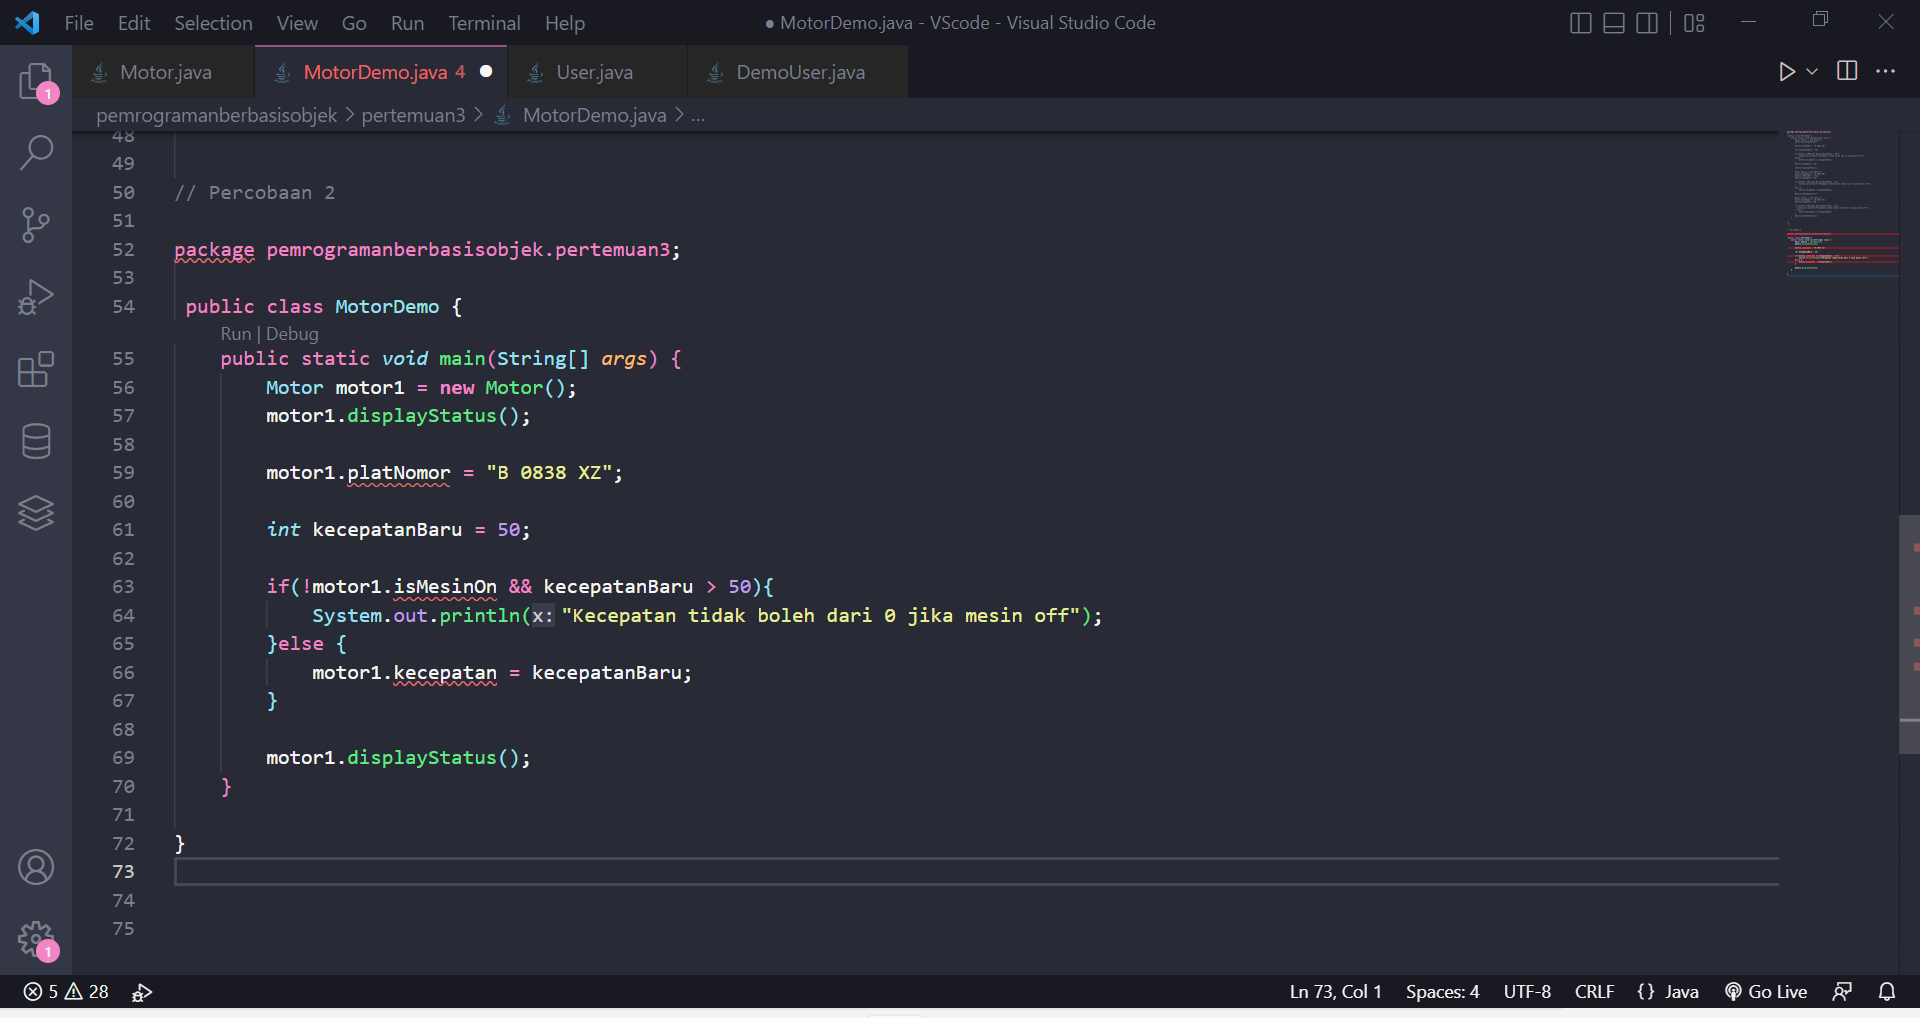 File Edit Selection View Go Run Terminal Help
● MotorDemo.java - VScode - Visual Studio Code
Motor.java
MotorDemo.java 4 ●
User.java
DemoUser.java
pemrogramanberbasisobjek > pertemuan3 > MotorDemo.java > ...
48
49
50 // Percobaan 2
51
52 package pemrogramanberbasisobjek.pertemuan3;
53
54 public class MotorDemo {
Run | Debug
55 public static void main(String[] args) {
56 Motor motor1 = new Motor();
57 motor1.displayStatus();
58
59 motor1.platNomor = "B 0838 XZ";
60
61 int kecepatanBaru = 50;
62
63 if(!motor1.isMesinOn && kecepatanBaru > 50){
64 System.out.println(x: "Kecepatan tidak boleh dari 0 jika mesin off");
65 }else {
66 motor1.kecepatan = kecepatanBaru;
67 }
68
69 motor1.displayStatus();
70 }
71
72 }
73
74
75
1
1
5 28
Ln 73, Col 1 Spaces: 4 UTF-8 CRLF {} Java Go Live